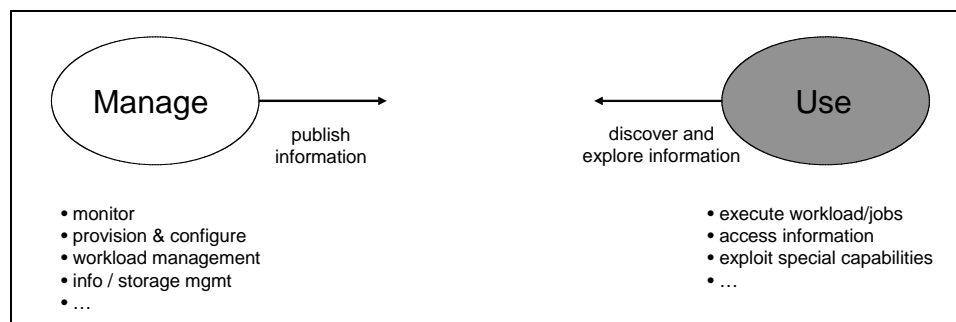 Manage
Use
publish
information
discover and
explore information
• monitor
• provision & configure
• workload management
• info / storage mgmt
• …
• execute workload/jobs
• access information
• exploit special capabilities
• …